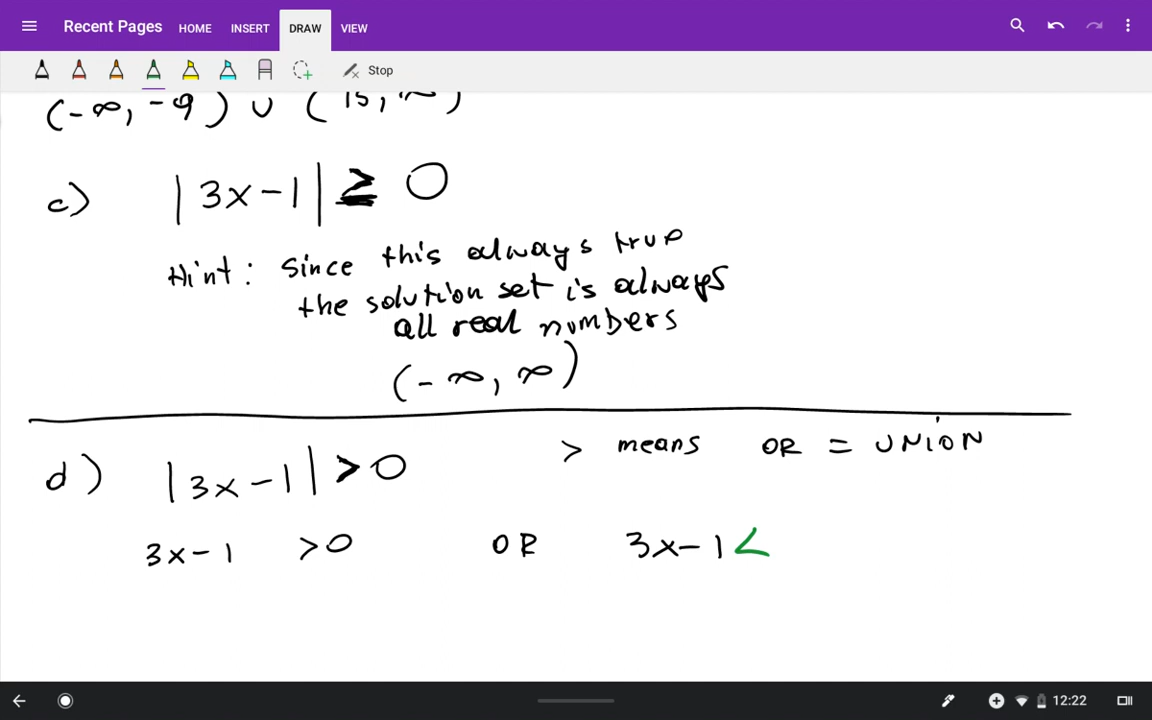 Recent Pages HOME INSERT DRAW VIEW
Stop
(-∞, -9) ∪ (15, ∞)
c) |3x-1| ≥ 0
Hint: Since this always true
the solution set is always
all real numbers
(-∞, ∞)
d) |3x-1| > 0 > means OR = UNION
3x-1 > 0 OR 3x-1 <
12:22